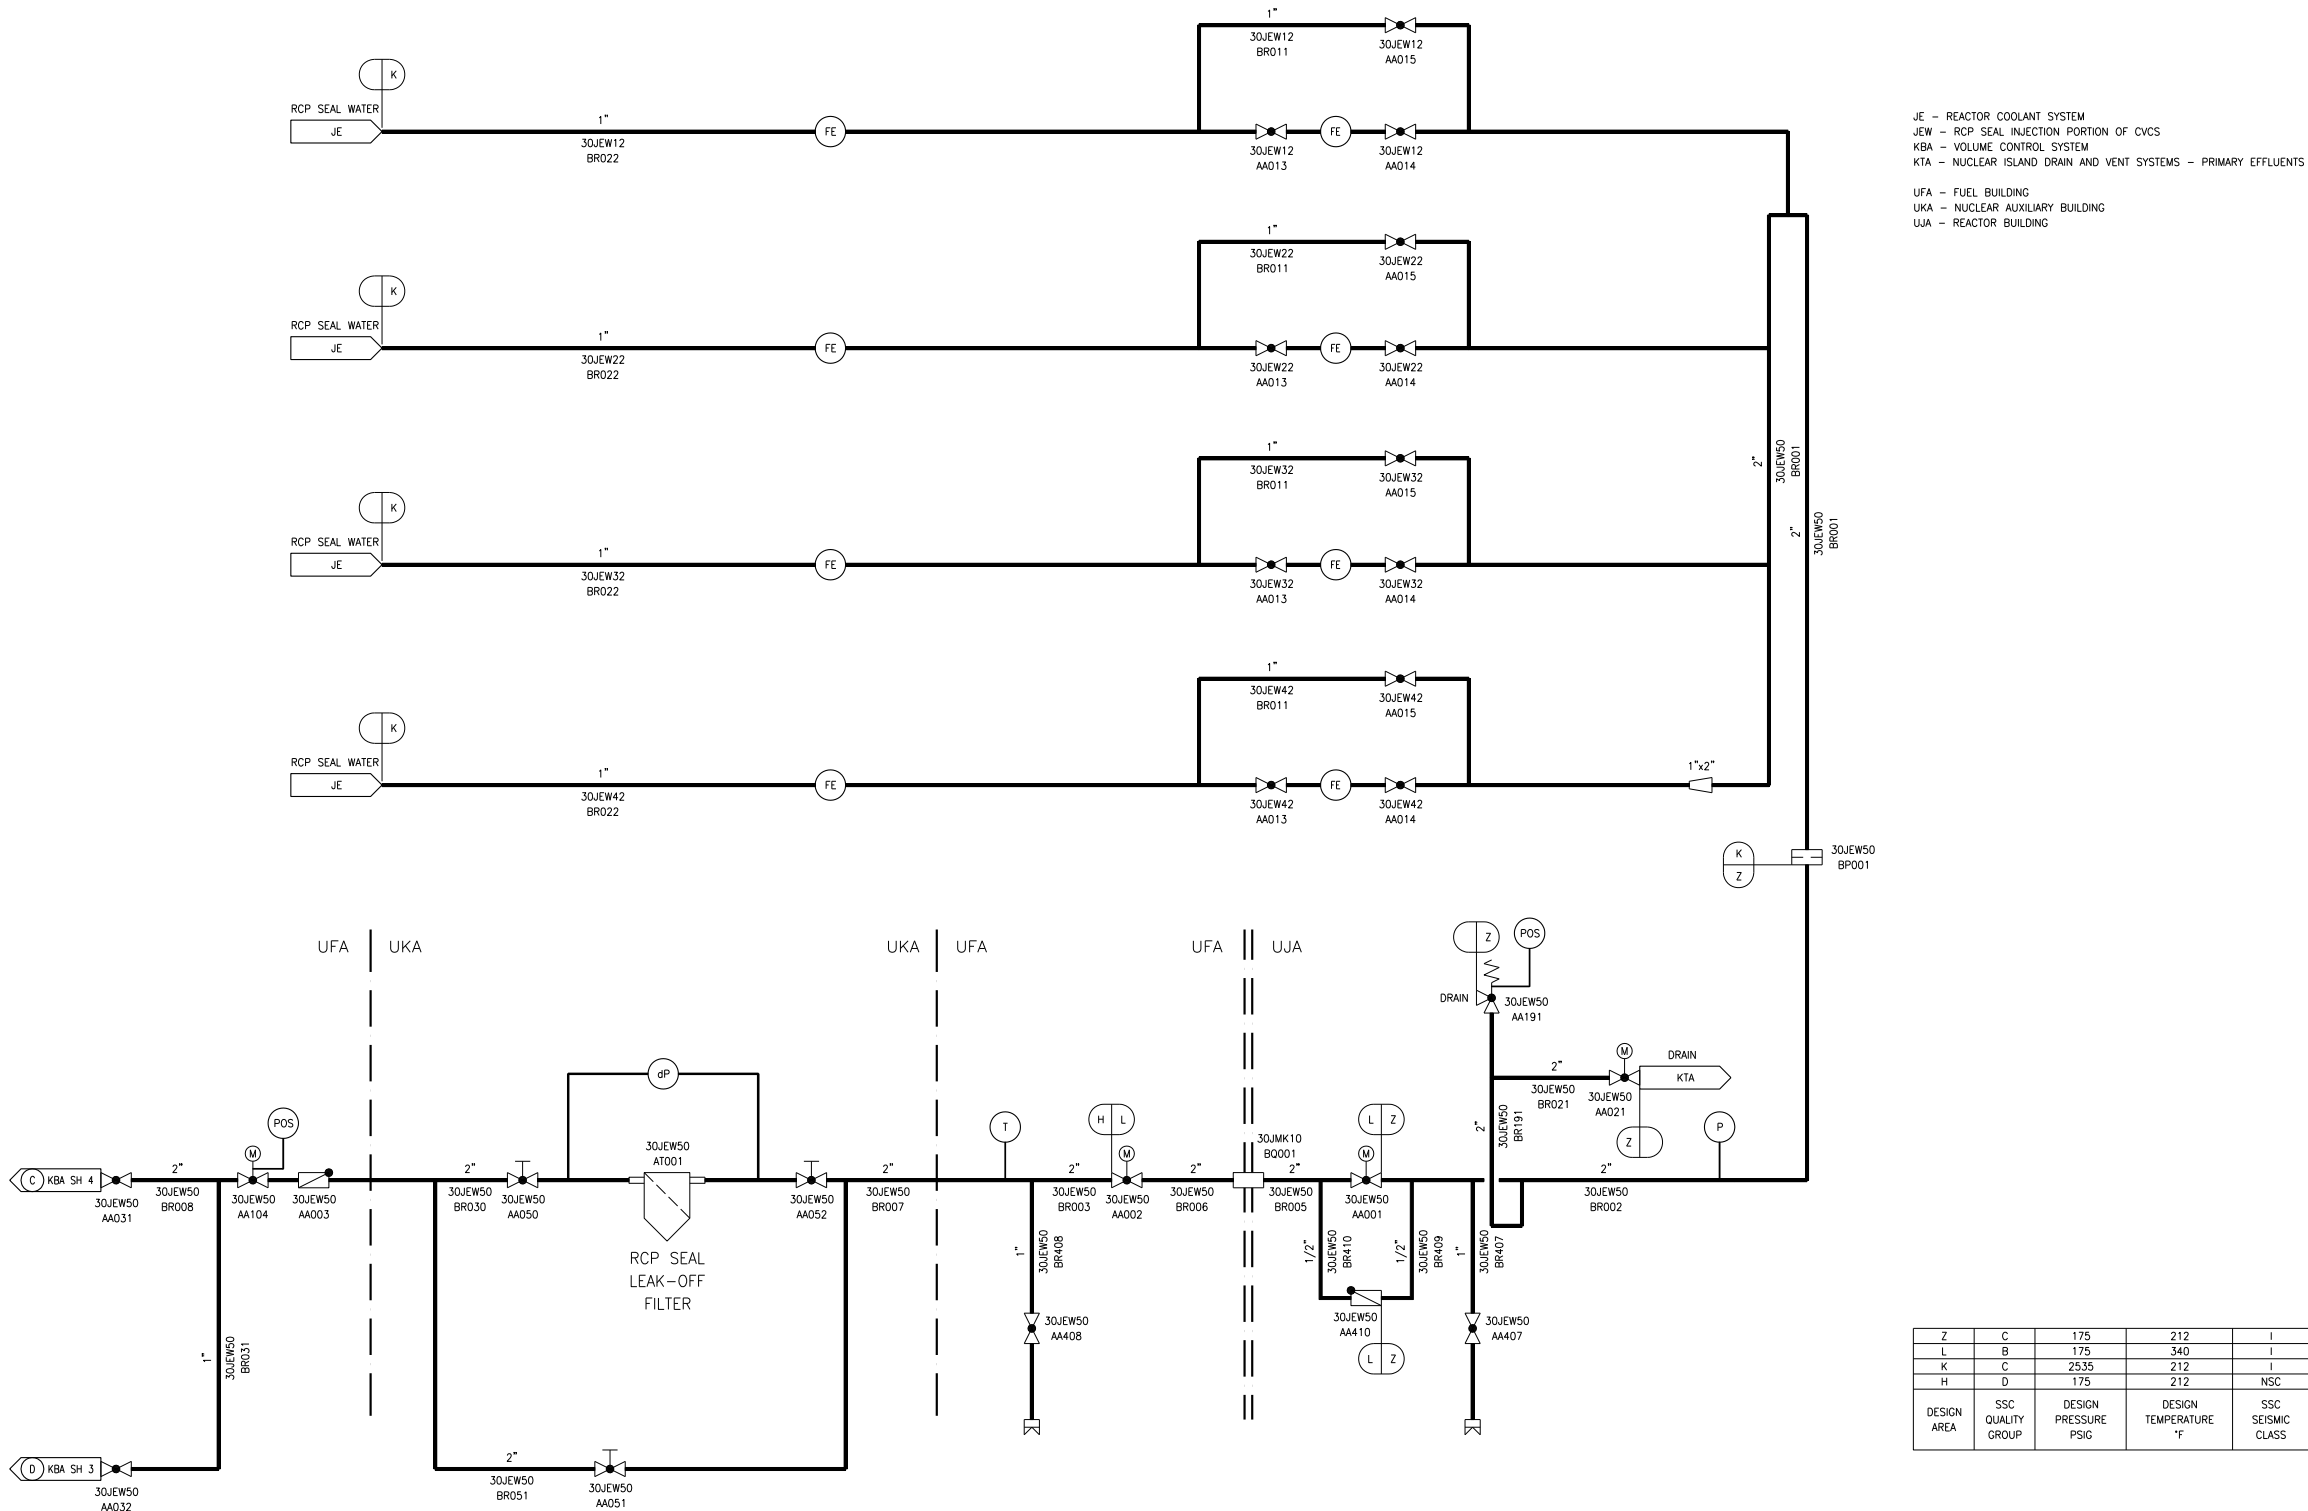 1"
30JEW12
BR011
30JEW12
AA015
K
RCP SEAL WATER
JE
1"
30JEW12
BR022
FE
30JEW12
AA013
FE
30JEW12
AA014
JE - REACTOR COOLANT SYSTEM
JEW - RCP SEAL INJECTION PORTION OF CVCS
KBA - VOLUME CONTROL SYSTEM
KTA - NUCLEAR ISLAND DRAIN AND VENT SYSTEMS - PRIMARY EFFLUENTS
UFA - FUEL BUILDING
UKA - NUCLEAR AUXILIARY BUILDING
UJA - REACTOR BUILDING
1"
30JEW22
BR011
30JEW22
AA015
K
RCP SEAL WATER
JE
1"
30JEW22
BR022
FE
30JEW22
AA013
FE
30JEW22
AA014
1"
30JEW32
BR011
30JEW32
AA015
K
RCP SEAL WATER
JE
1"
30JEW32
BR022
FE
30JEW32
AA013
FE
30JEW32
AA014
2"
30JEW50
BR001
2"
30JEW50
BR001
1"
30JEW42
BR011
30JEW42
AA015
K
RCP SEAL WATER
JE
1"
30JEW42
BR022
FE
30JEW42
AA013
FE
30JEW42
AA014
1"x2"
K
Z
30JEW50
BP001
UFA
UKA
UKA
UFA
UFA
UJA
Z
POS
DRAIN
30JEW50
AA191
2"
30JEW50
BR021
M
30JEW50
AA021
DRAIN
KTA
Z
2"
30JEW50
BR191
P
2"
30JEW50
BR002
C
KBA SH 4
30JEW50
AA031
2"
30JEW50
BR008
M
POS
30JEW50
AA104
30JEW50
AA003
2"
30JEW50
BR030
30JEW50
AA050
dP
30JEW50
AT001
RCP SEAL
LEAK-OFF
FILTER
30JEW50
AA052
2"
30JEW50
BR007
T
2"
30JEW50
BR003
H
L
M
30JEW50
AA002
2"
30JEW50
BR006
30JMK10
BQ001
2"
30JEW50
BR005
L
Z
M
30JEW50
AA001
1"
30JEW50
BR408
30JEW50
AA408
1/2"
30JEW50
BR410
1/2"
30JEW50
BR409
30JEW50
AA410
L
Z
1"
30JEW50
BR407
30JEW50
AA407
1"
30JEW50
BR031
D
KBA SH 3
30JEW50
AA032
2"
30JEW50
BR051
30JEW50
AA051
Z C 175 212 I
L B 175 340 I
K C 2535 212 I
H D 175 212 NSC
DESIGN AREA
SSC QUALITY GROUP
DESIGN PRESSURE PSIG
DESIGN TEMPERATURE °F
SSC SEISMIC CLASS